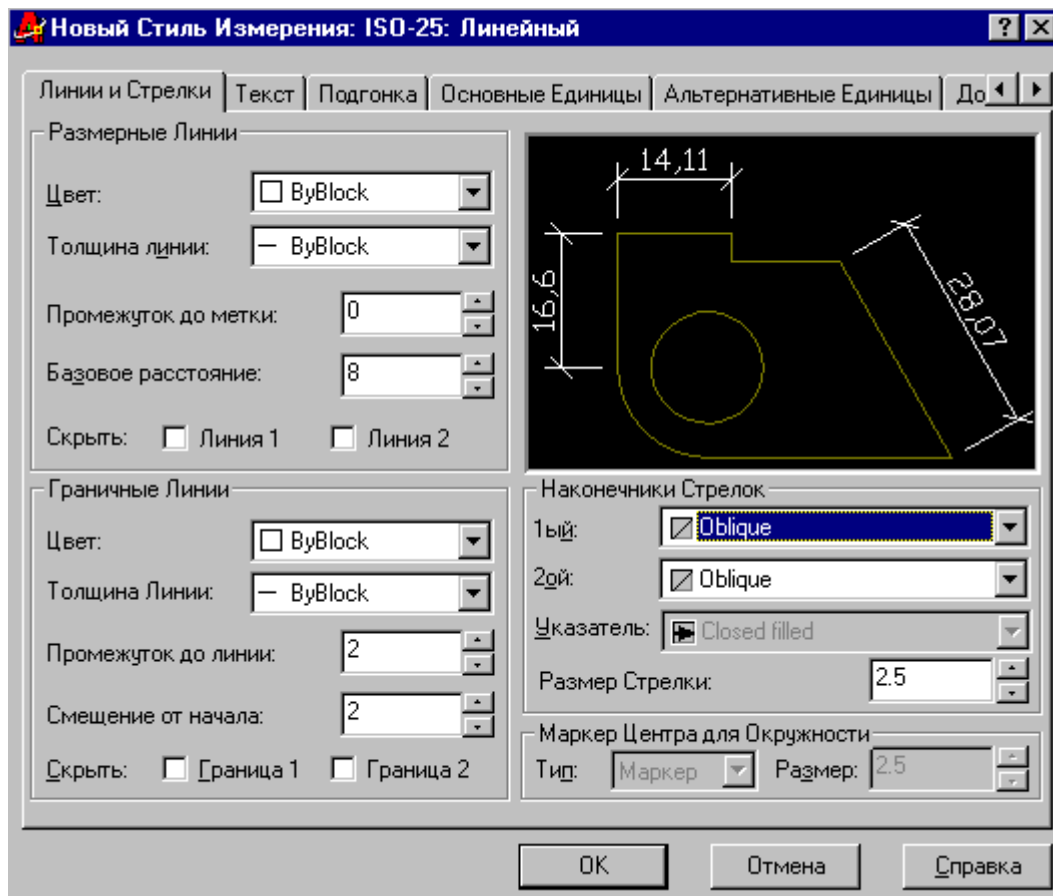 Новый Стиль Измерения: ISO-25: Линейный
Линии и Стрелки Текст Подгонка Основные Единицы Альтернативные Единицы До
Размерные Линии
Цвет: ByBlock
Толщина линии: ByBlock
Промежуток до метки: 0
Базовое расстояние: 8
Скрыть: Линия 1 Линия 2
14,11
16,6
28,07
Граничные Линии
Цвет: ByBlock
Толщина Линии: ByBlock
Промежуток до линии: 2
Смещение от начала: 2
Скрыть: Граница 1 Граница 2
Наконечники Стрелок
1ый: Oblique
2ой: Oblique
Указатель: Closed filled
Размер Стрелки: 2.5
Маркер Центра для Окружности
Тип: Маркер Размер: 2.5
OK Отмена Справка